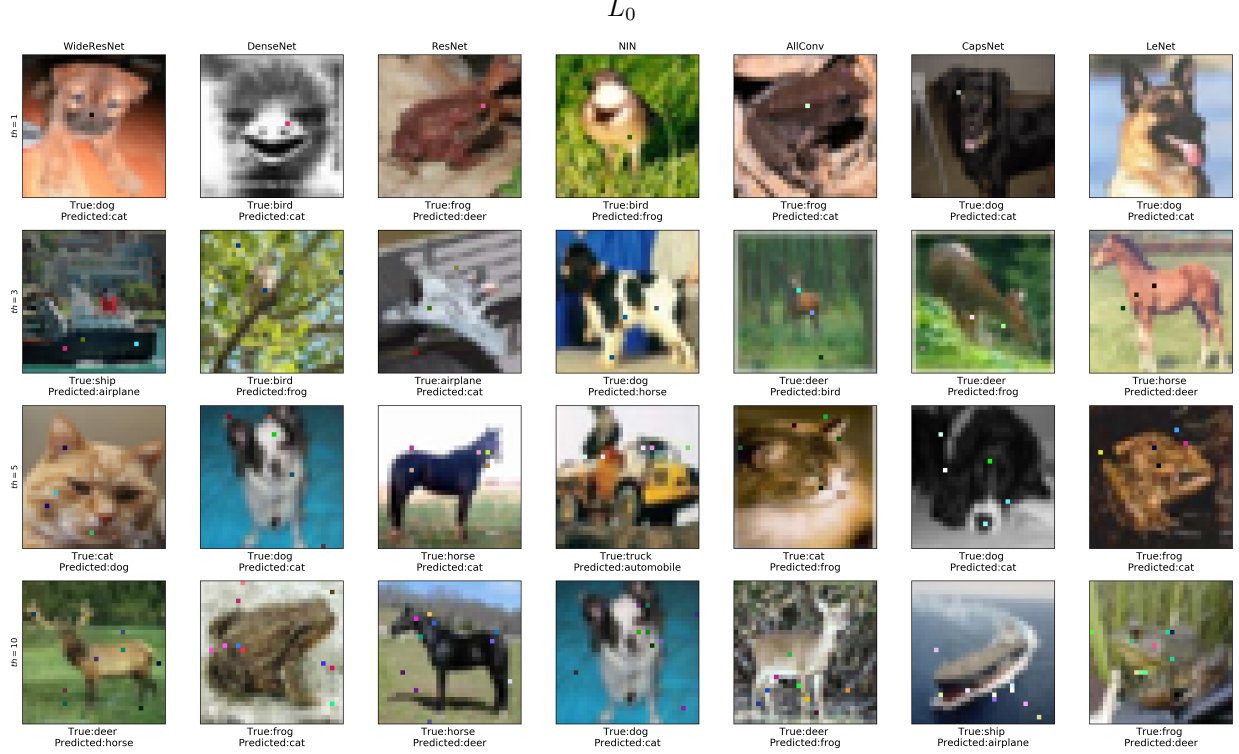 L0
WideResNet DenseNet ResNet NIN AllConv CapsNet LeNet
th = 1
True:dog True:bird True:frog True:bird True:frog True:dog True:dog
Predicted:cat Predicted:cat Predicted:deer Predicted:frog Predicted:cat Predicted:cat Predicted:cat
th = 3
True:ship True:bird True:airplane True:dog True:deer True:deer True:horse
Predicted:airplane Predicted:frog Predicted:cat Predicted:horse Predicted:bird Predicted:frog Predicted:deer
th = 5
True:cat True:dog True:horse True:truck True:cat True:dog True:frog
Predicted:dog Predicted:cat Predicted:cat Predicted:automobile Predicted:frog Predicted:cat Predicted:cat
th = 10
True:deer True:frog True:horse True:dog True:deer True:ship True:frog
Predicted:horse Predicted:cat Predicted:deer Predicted:cat Predicted:frog Predicted:airplane Predicted:deer